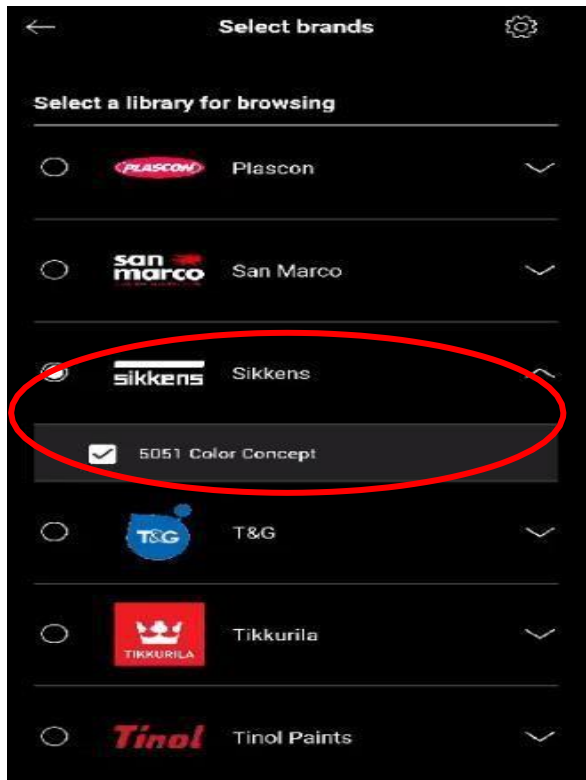 Select brands
Select a library for browsing
PLASCON Plascon
san
marco San Marco
sikkens Sikkens
5051 Color Concept
T&G T&G
TIKKURILA Tikkurila
Tinol Tinol Paints